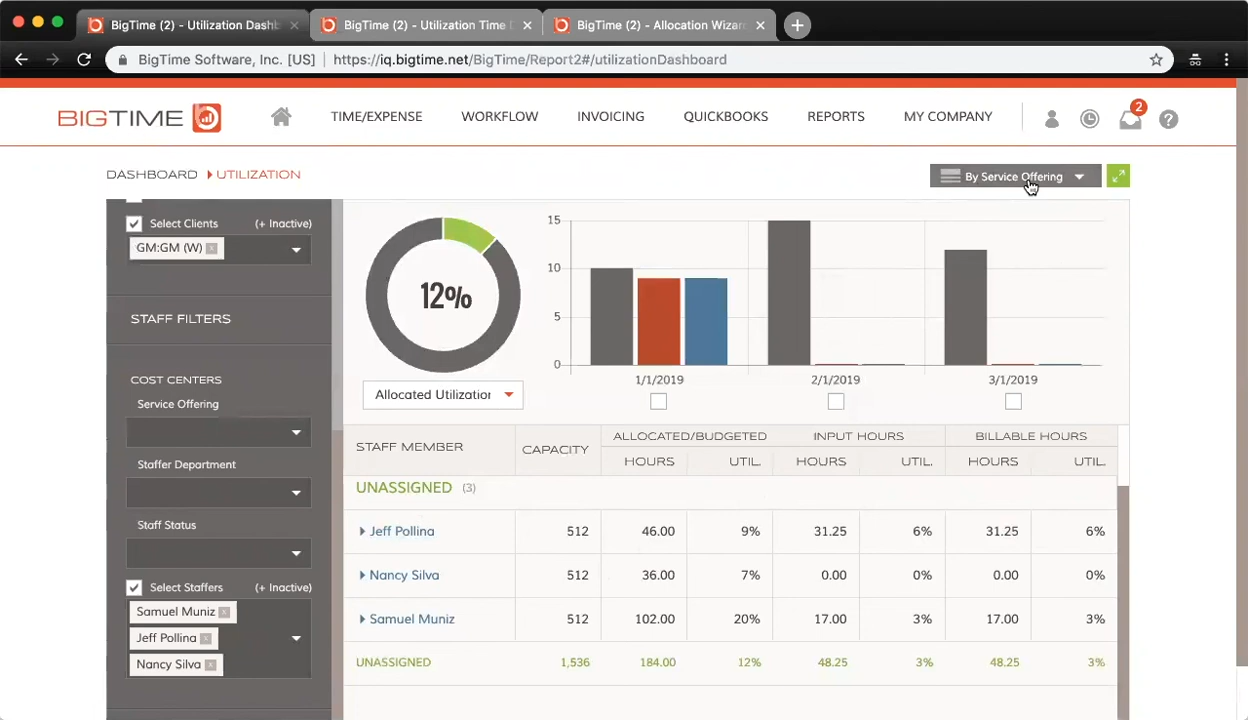 BigTime (2) - Utilization Dashb
BigTime (2) - Utilization Time D
BigTime (2) - Allocation Wizar
BigTime Software, Inc. [US] https://iq.bigtime.net/BigTime/Report2#/utilizationDashboard
BIGTIME
TIME/EXPENSE WORKFLOW INVOICING QUICKBOOKS REPORTS MY COMPANY 2 ?
DASHBOARD UTILIZATION
By Service Offering
Select Clients (+ Inactive)
GM:GM (W) x
STAFF FILTERS
COST CENTERS
Service Offering
Staffer Department
Staff Status
Select Staffers (+ Inactive)
Samuel Muniz x
Jeff Pollina x
Nancy Silva x
12%
Allocated Utilization
15
10
5
0
1/1/2019 2/1/2019 3/1/2019
STAFF MEMBER CAPACITY ALLOCATED/BUDGETED INPUT HOURS BILLABLE HOURS
HOURS UTIL. HOURS UTIL. HOURS UTIL.
UNASSIGNED (3)
Jeff Pollina 512 46.00 9% 31.25 6% 31.25 6%
Nancy Silva 512 36.00 7% 0.00 0% 0.00 0%
Samuel Muniz 512 102.00 20% 17.00 3% 17.00 3%
UNASSIGNED 1,536 184.00 12% 48.25 3% 48.25 3%